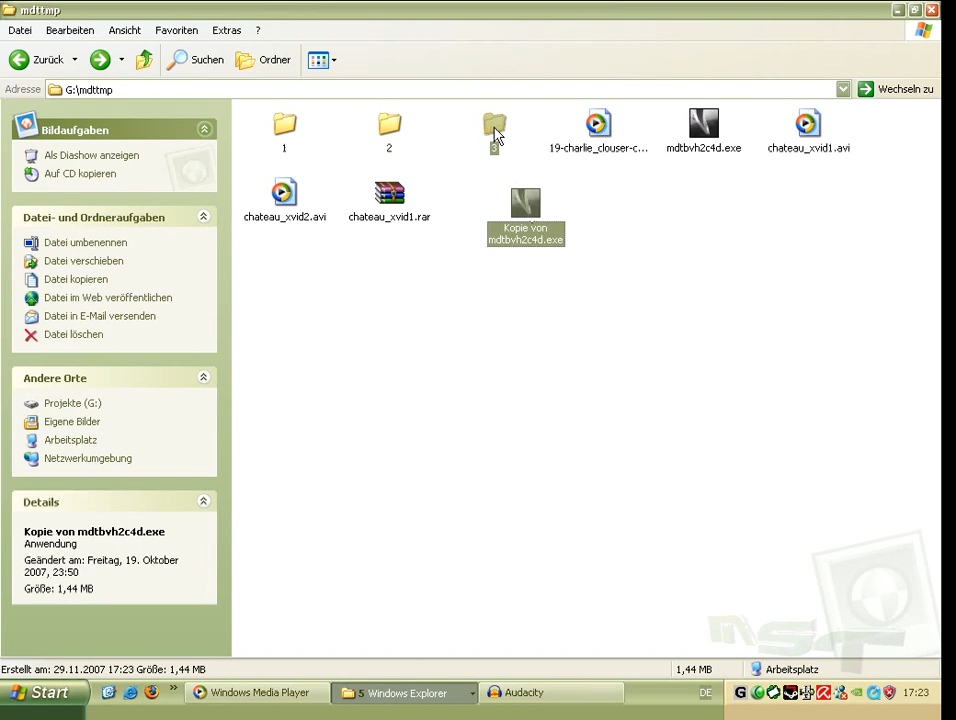 mdttmp
Datei Bearbeiten Ansicht Favoriten Extras ?
Zurück Suchen Ordner
Adresse G:\mdttmp Wechseln zu
Bildaufgaben
Als Diashow anzeigen
Auf CD kopieren
Datei- und Ordneraufgaben
Datei umbenennen
Datei verschieben
Datei kopieren
Datei im Web veröffentlichen
Datei in E-Mail versenden
Datei löschen
Andere Orte
Projekte (G:)
Eigene Bilder
Arbeitsplatz
Netzwerkumgebung
Details
Kopie von mdtbvh2c4d.exe
Anwendung
Geändert am: Freitag, 19. Oktober
2007, 23:50
Größe: 1,44 MB
1 2 3 19-charlie_clouser-c... mdtbvh2c4d.exe chateau_xvid1.avi
chateau_xvid2.avi chateau_xvid1.rar
Kopie von
mdtbvh2c4d.exe
Erstellt am: 29.11.2007 17:23 Größe: 1,44 MB 1,44 MB Arbeitsplatz
Start Windows Media Player 5 Windows Explorer Audacity DE 17:23